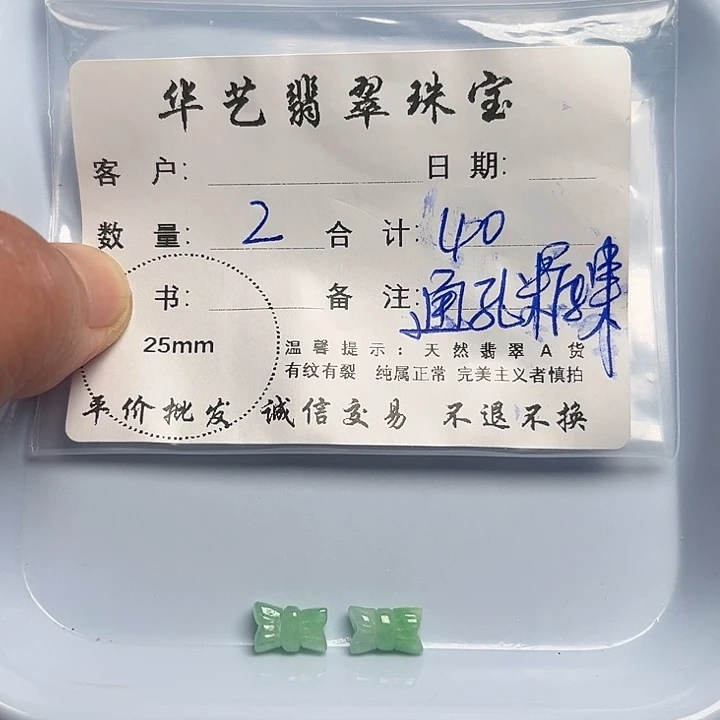 华艺翡翠珠宝
客 户: 日 期:
数 量: 2 合 计: 40
书: 备 注: 通孔
25mm
温馨提示: 天然翡翠A货
有纹有裂 纯属正常 完美主义者慎拍
平价批发 诚信交易 不退不换